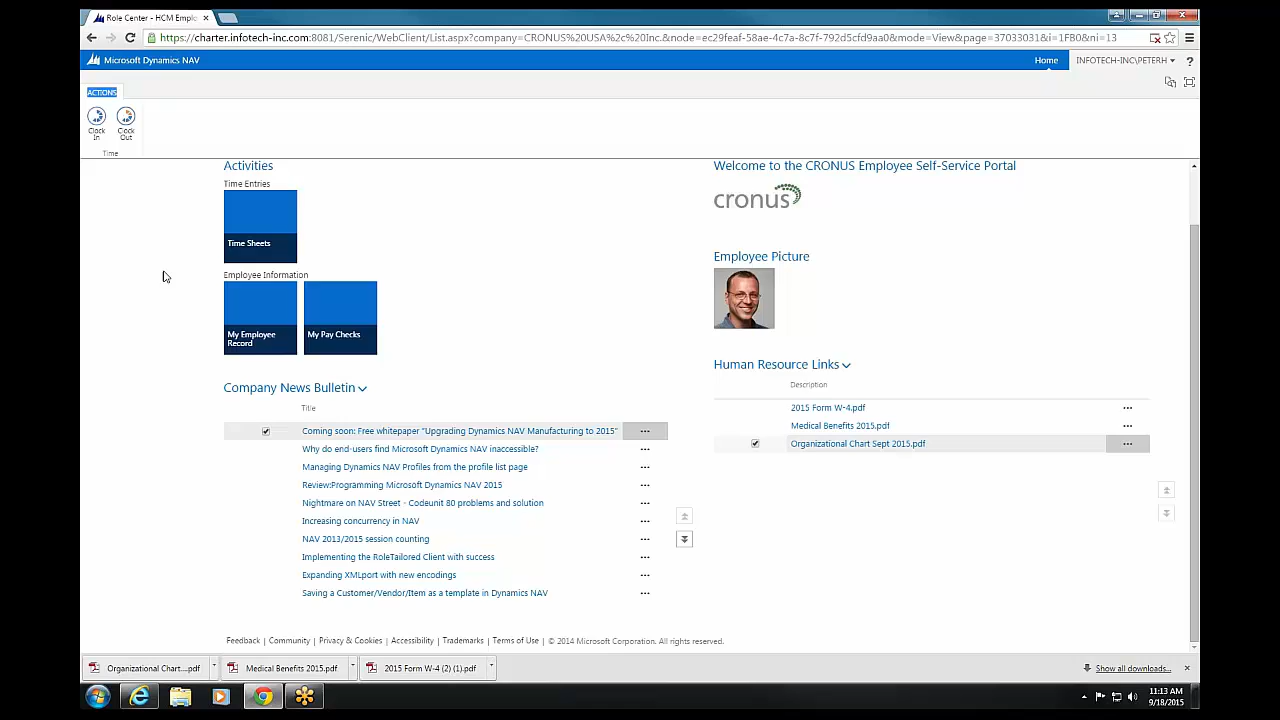 Role Center - HCM Emplo
https://charter.infotech-inc.com:8081/Serenic/WebClient/List.aspx?company=CRONUS%20USA%2c%20Inc.&node=ec29feaf-58ae-4c7a-8c7f-792d5cfd9aa0&mode=View&page=37033031&i=1FB0&ni=13
Microsoft Dynamics NAV
Home
INFOTECH-INC\PETERH
?
ACTIONS
Clock In
Clock Out
Time
Activities
Time Entries
Time Sheets
Employee Information
My Employee Record
My Pay Checks
Company News Bulletin
Title
Coming soon: Free whitepaper "Upgrading Dynamics NAV Manufacturing to 2015"
Why do end-users find Microsoft Dynamics NAV inaccessible?
Managing Dynamics NAV Profiles from the profile list page
Review:Programming Microsoft Dynamics NAV 2015
Nightmare on NAV Street - Codeunit 80 problems and solution
Increasing concurrency in NAV
NAV 2013/2015 session counting
Implementing the RoleTailored Client with success
Expanding XMLport with new encodings
Saving a Customer/Vendor/Item as a template in Dynamics NAV
Welcome to the CRONUS Employee Self-Service Portal
cronus
Employee Picture
Human Resource Links
Description
2015 Form W-4.pdf
Medical Benefits 2015.pdf
Organizational Chart Sept 2015.pdf
Feedback | Community | Privacy & Cookies | Accessibility | Trademarks | Terms of Use | © 2014 Microsoft Corporation. All rights reserved.
Organizational Chart....pdf
Medical Benefits 2015.pdf
2015 Form W-4 (2) (1).pdf
Show all downloads...
11:13 AM
9/18/2015